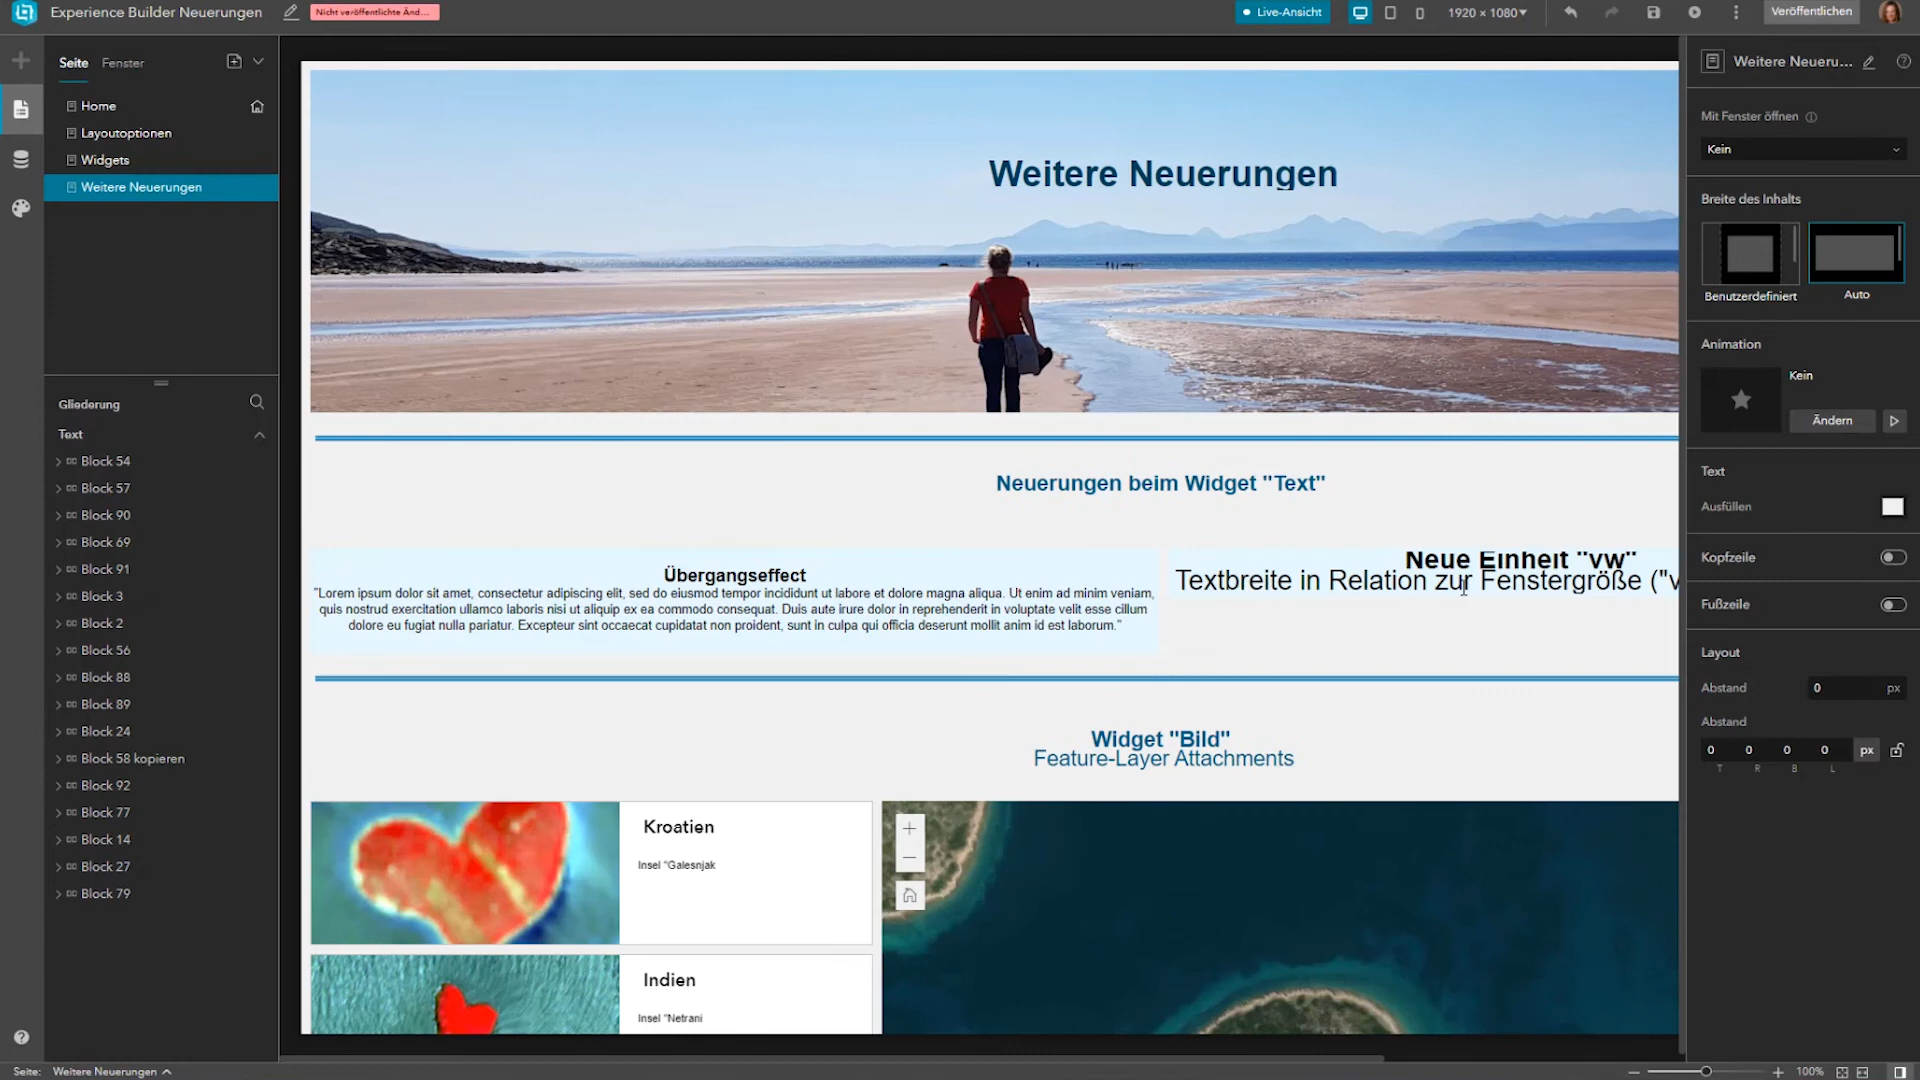 Experience Builder Neuerungen
Nicht veröffentlichte Änd...
Live-Ansicht
1920 × 1080
Veröffentlichen
Seite
Fenster
Home
Layoutoptionen
Widgets
Weitere Neuerungen
Gliederung
Text
Block 54
Block 57
Block 90
Block 69
Block 91
Block 3
Block 2
Block 56
Block 88
Block 89
Block 24
Block 58 kopieren
Block 92
Block 77
Block 14
Block 27
Block 79
Weitere Neuerungen
Neuerungen beim Widget "Text"
Übergangseffect
"Lorem ipsum dolor sit amet, consectetur adipiscing elit, sed do eiusmod tempor incididunt ut labore et dolore magna aliqua. Ut enim ad minim veniam,
quis nostrud exercitation ullamco laboris nisi ut aliquip ex ea commodo consequat. Duis aute irure dolor in reprehenderit in voluptate velit esse cillum
dolore eu fugiat nulla pariatur. Excepteur sint occaecat cupidatat non proident, sunt in culpa qui officia deserunt mollit anim id est laborum."
Neue Einheit "vw"
Textbreite in Relation zur Fenstergröße ("v
Widget "Bild"
Feature-Layer Attachments
Kroatien
Insel "Galesnjak
Indien
Insel "Netrani
Weitere Neueru...
Mit Fenster öffnen
Kein
Breite des Inhalts
Benutzerdefiniert
Auto
Animation
Kein
Ändern
Text
Ausfüllen
Kopfzeile
Fußzeile
Layout
Abstand
0 px
Abstand
0 0 0 0 px
T R B L
Seite: Weitere Neuerungen
100%